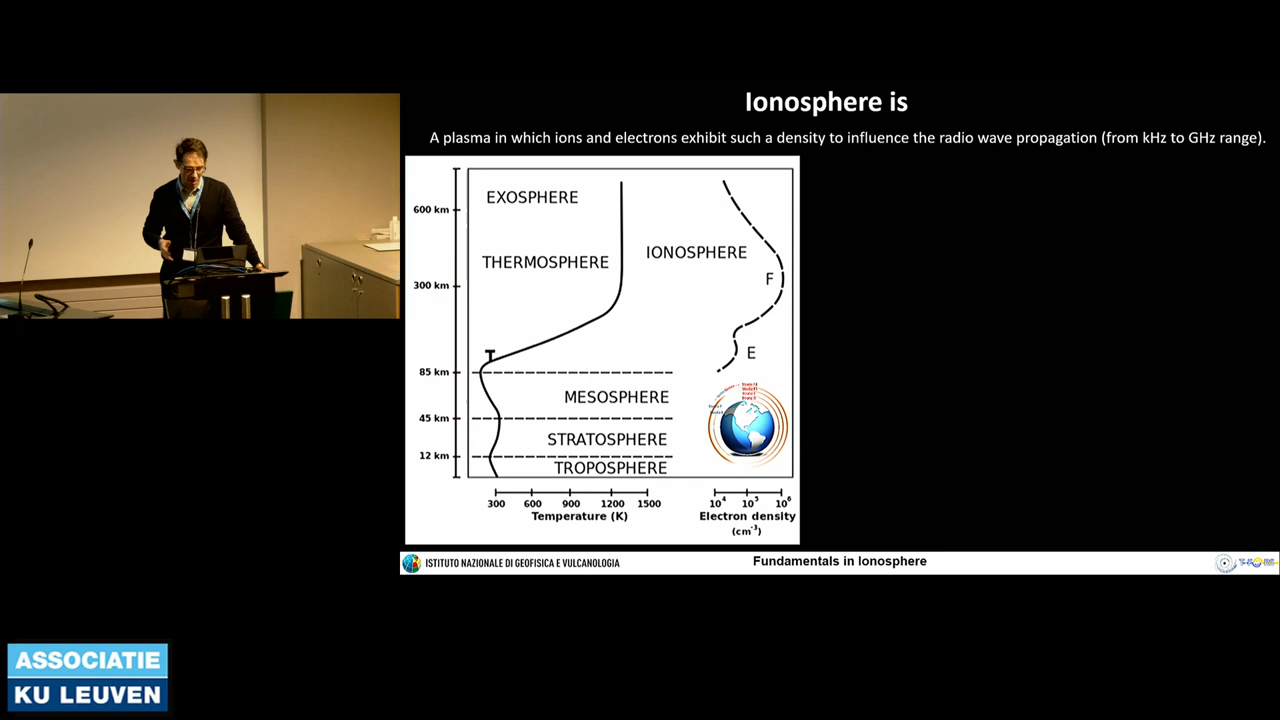 Ionosphere is
A plasma in which ions and electrons exhibit such a density to influence the radio wave propagation (from kHz to GHz range).
EXOSPHERE
600 km
IONOSPHERE
THERMOSPHERE
F
300 km
T
E
85 km
MESOSPHERE
45 km
STRATOSPHERE
12 km
TROPOSPHERE
300 600 900 1200 1500
Temperature (K)
10⁴ 10⁵ 10⁶
Electron density
(cm⁻³)
ISTITUTO NAZIONALE DI GEOFISICA E VULCANOLOGIA
Fundamentals in Ionosphere
ASSOCIATIE
KU LEUVEN